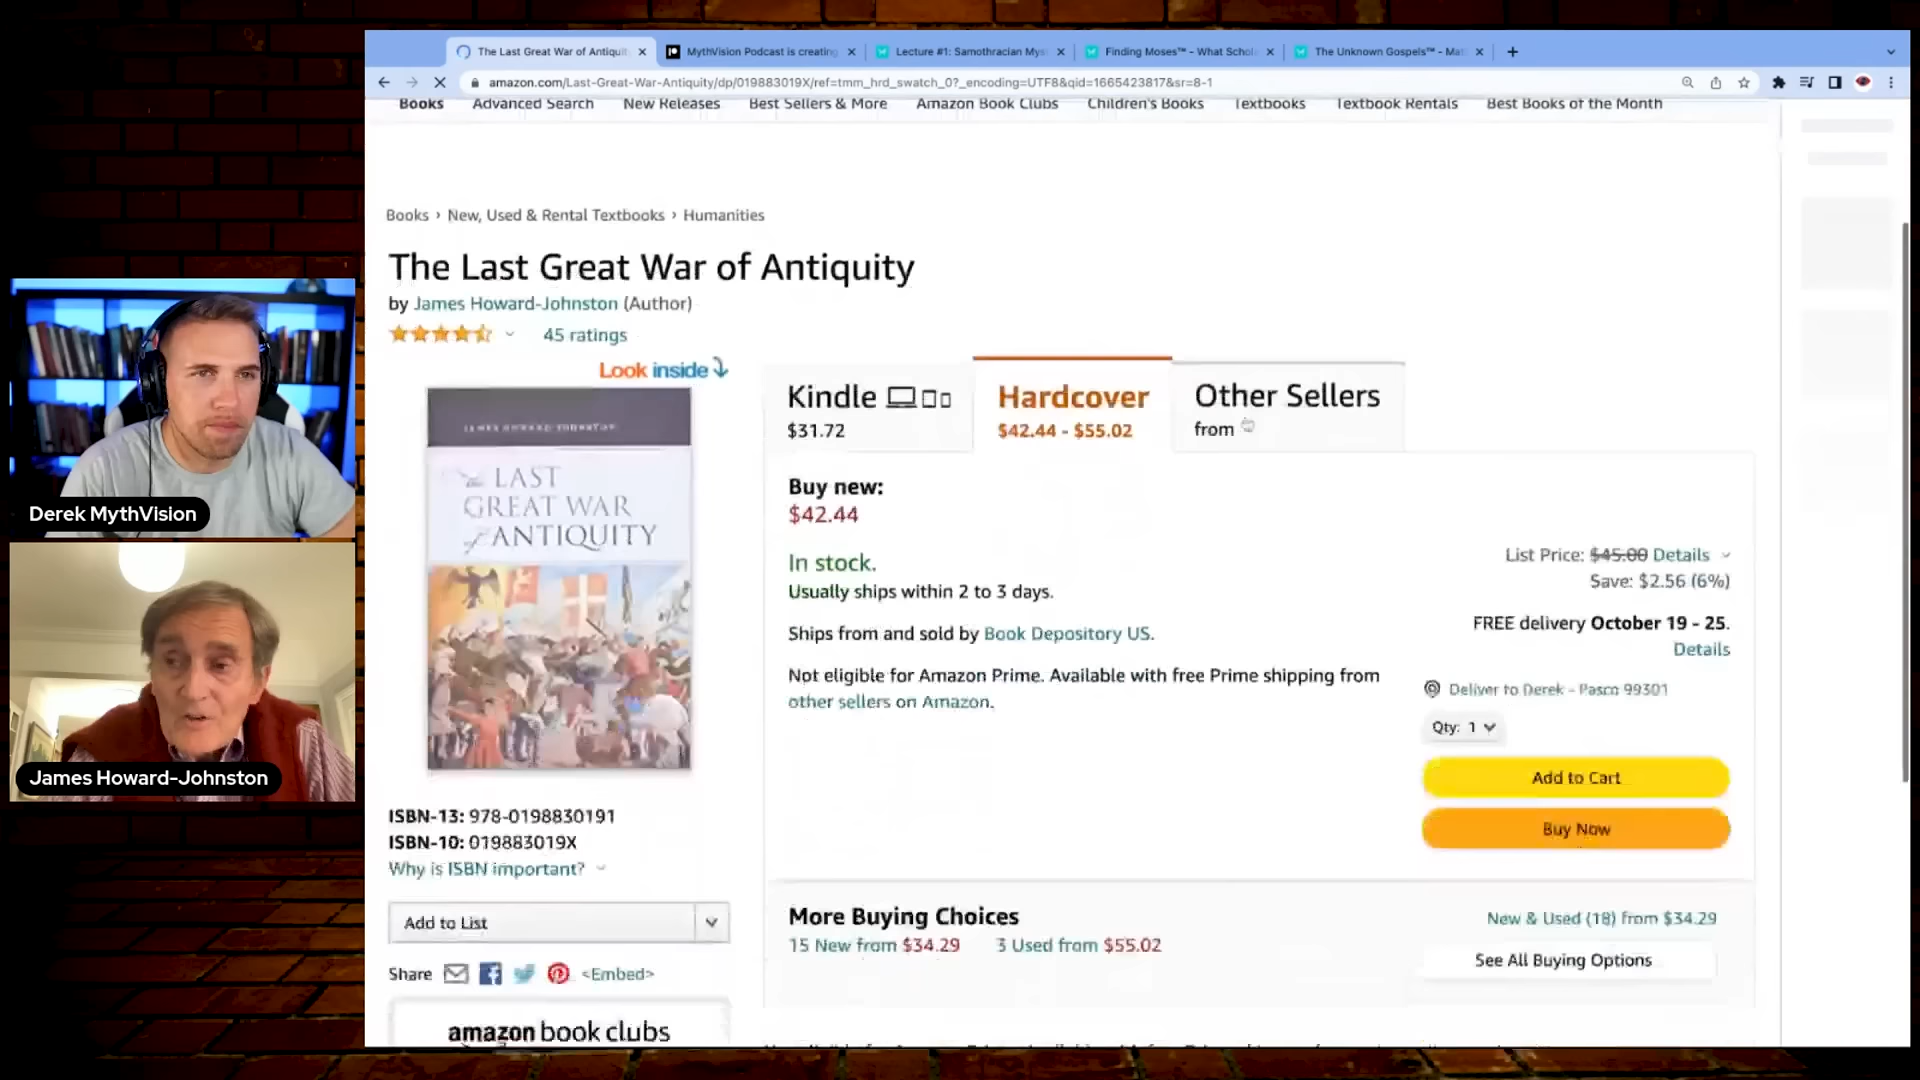 The Last Great War of Antiquit
MythVision Podcast is creating
Lecture #1: Samothracian Mys
Finding Moses™ - What Schol
The Unknown Gospels™ - Mat
amazon.com/Last-Great-War-Antiquity/dp/019883019X/ref=tmm_hrd_swatch_0?_encoding=UTF8&qid=1665423817&sr=8-1
Books Advanced Search New Releases Best Sellers & More Amazon Book Clubs Children's Books Textbooks Textbook Rentals Best Books of the Month
Books › New, Used & Rental Textbooks › Humanities
The Last Great War of Antiquity
by James Howard-Johnston (Author)
45 ratings
Look inside
JAMES HOWARD-JOHNSTON
The LAST
GREAT WAR
of ANTIQUITY
ISBN-13: 978-0198830191
ISBN-10: 019883019X
Why is ISBN important?
Add to List
Share <Embed>
amazon book clubs
Kindle
$31.72
Hardcover
$42.44 - $55.02
Other Sellers
from
Buy new:
$42.44
In stock.
Usually ships within 2 to 3 days.
Ships from and sold by Book Depository US.
Not eligible for Amazon Prime. Available with free Prime shipping from
other sellers on Amazon.
List Price: $45.00 Details
Save: $2.56 (6%)
FREE delivery October 19 - 25.
Details
Deliver to Derek - Pasco 99301
Qty: 1
Add to Cart
Buy Now
More Buying Choices
15 New from $34.29 3 Used from $55.02
New & Used (18) from $34.29
See All Buying Options
Derek MythVision
James Howard-Johnston